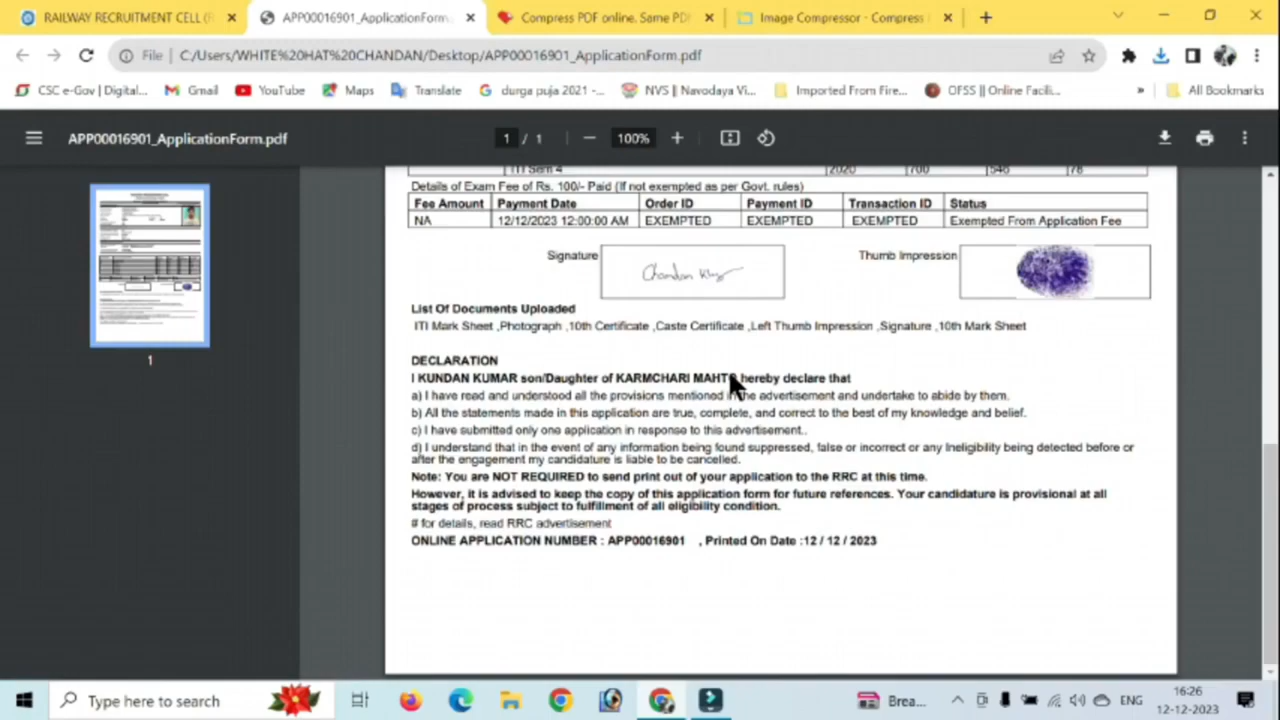 RAILWAY RECRUITMENT CELL (R
APP00016901_ApplicationForm.
Compress PDF online. Same PD
Image Compressor - Compress
File
C:/Users/WHITE%20HAT%20CHANDAN/Desktop/APP00016901_ApplicationForm.pdf
CSC e-Gov | Digital...
Gmail
YouTube
Maps
Translate
durga puja 2021 -...
NVS || Navodaya Vi...
Imported From Fire...
OFSS || Online Facili...
»
All Bookmarks
APP00016901_ApplicationForm.pdf
1 / 1
100%
ITI Sem 4 2020 700 546 78
Details of Exam Fee of Rs. 100/- Paid (If not exempted as per Govt. rules)
Fee Amount Payment Date Order ID Payment ID Transaction ID Status
NA 12/12/2023 12:00:00 AM EXEMPTED EXEMPTED EXEMPTED Exempted From Application Fee
Signature Thumb Impression
Chandan
List Of Documents Uploaded
ITI Mark Sheet ,Photograph ,10th Certificate ,Caste Certificate ,Left Thumb Impression ,Signature ,10th Mark Sheet
DECLARATION
I KUNDAN KUMAR son/Daughter of KARMCHARI MAHTO hereby declare that
a) I have read and understood all the provisions mentioned in the advertisement and undertake to abide by them.
b) All the statements made in this application are true, complete, and correct to the best of my knowledge and belief.
c) I have submitted only one application in response to this advertisement..
d) I understand that in the event of any information being found suppressed, false or incorrect or any Ineligibility being detected before or
after the engagement my candidature is liable to be cancelled.
Note: You are NOT REQUIRED to send print out of your application to the RRC at this time.
However, it is advised to keep the copy of this application form for future references. Your candidature is provisional at all
stages of process subject to fulfillment of all eligibility condition.
# for details, read RRC advertisement
ONLINE APPLICATION NUMBER : APP00016901 , Printed On Date :12 / 12 / 2023
1
Type here to search
Brea...
ENG
16:26
12-12-2023